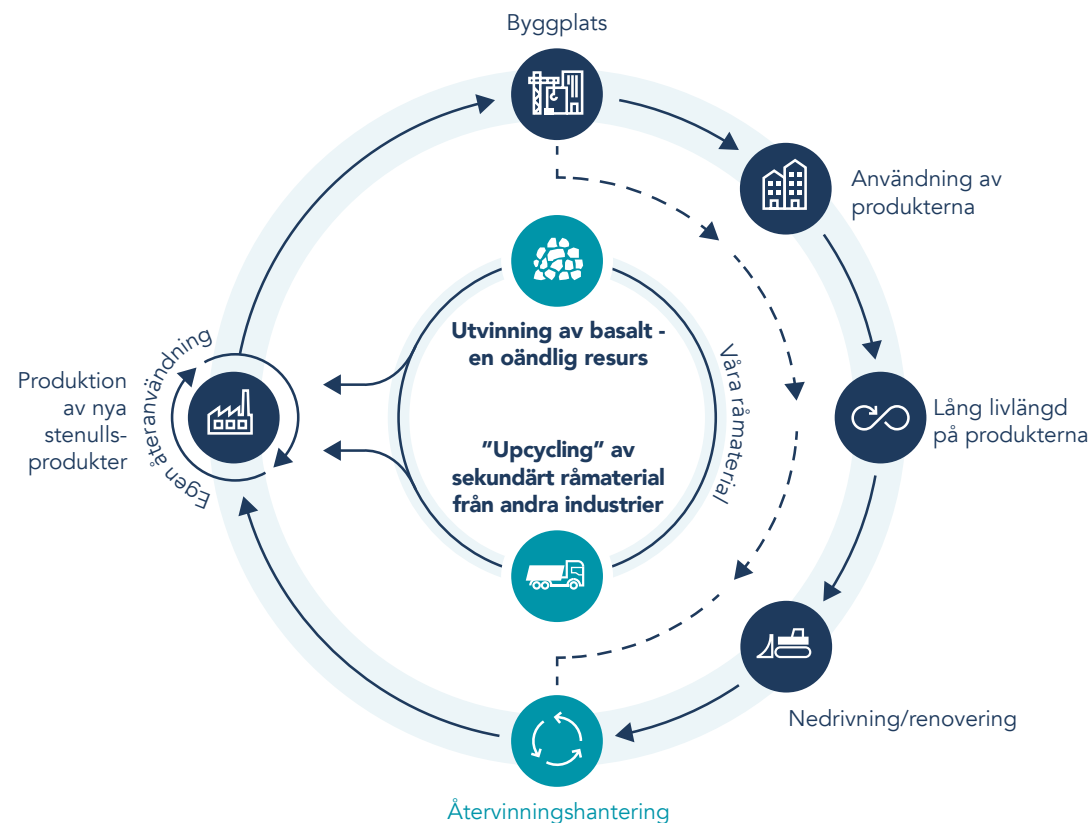 Byggplats
Användning av
produkterna
Utvinning av basalt -
en oändlig resurs
Våra råmaterial
Egen återanvändning
Produktion
av nya
stenulls-
produkter
Lång livlängd
på produkterna
”Upcycling“ av
sekundärt råmaterial
från andra industrier
Nedrivning/renovering
Återvinningshantering